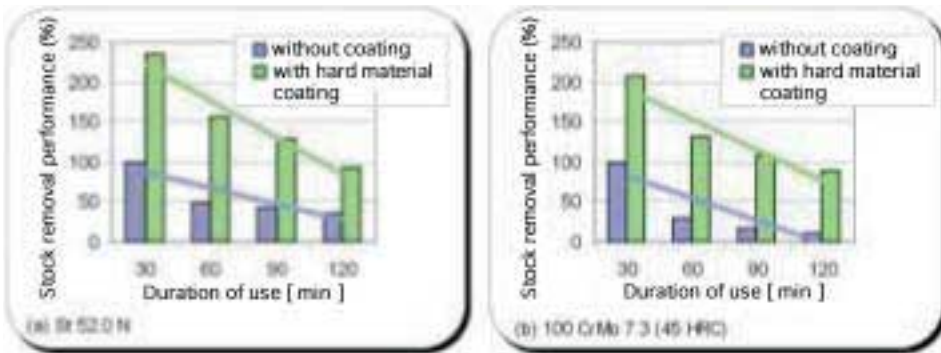 Stock removal performance (%)
250
200
150
100
50
0
without coating
with hard material
coating
30 60 90 120
Duration of use [ min ]
(a) St 52.0 N
Stock removal performance (%)
250
200
150
100
50
0
without coating
with hard material
coating
30 60 90 120
Duration of use [ min ]
(b) 100 CrMo 7 3 (45 HRC)